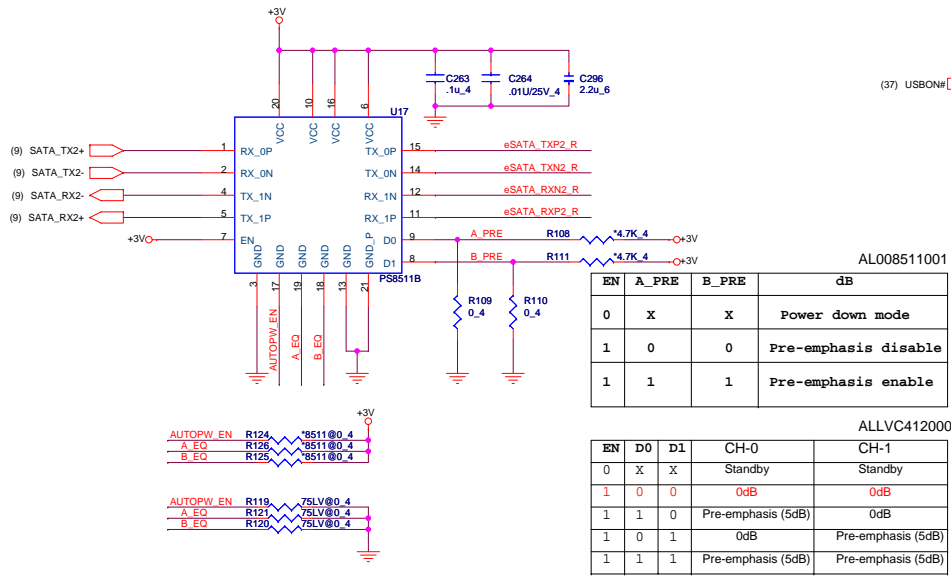 +3V
C263
.1u_4
C264
.01U/25V_4
C296
2.2u_6
(37) USBON#
20
10
16
6
U17
VCC
VCC
VCC
VCC
(9) SATA_TX2+
1
RX_0P
TX_0P
15
eSATA_TXP2_R
(9) SATA_TX2-
2
RX_0N
TX_0N
14
eSATA_TXN2_R
(9) SATA_RX2-
4
TX_1N
RX_1N
12
eSATA_RXN2_R
(9) SATA_RX2+
5
TX_1P
RX_1P
11
eSATA_RXP2_R
+3V
7
EN
D0
9
A_PRE
R108
*4.7K_4
+3V
D1
8
B_PRE
R111
*4.7K_4
+3V
GND
GND
GND
GND
GND
GND_P
PS8511B
3
17
19
18
13
21
AUTOPW_EN
A_EQ
B_EQ
R109
0_4
R110
0_4
AL008511001
EN A_PRE B_PRE dB
0 X X Power down mode
1 0 0 Pre-emphasis disable
1 1 1 Pre-emphasis enable
+3V
AUTOPW_EN R124 *8511@0_4
A_EQ R126 *8511@0_4
B_EQ R125 *8511@0_4
AUTOPW_EN R119 75LV@0_4
A_EQ R121 75LV@0_4
B_EQ R120 75LV@0_4
ALLVC412000
EN D0 D1 CH-0 CH-1
0 X X Standby Standby
1 0 0 0dB 0dB
1 1 0 Pre-emphasis (5dB) 0dB
1 0 1 0dB Pre-emphasis (5dB)
1 1 1 Pre-emphasis (5dB) Pre-emphasis (5dB)